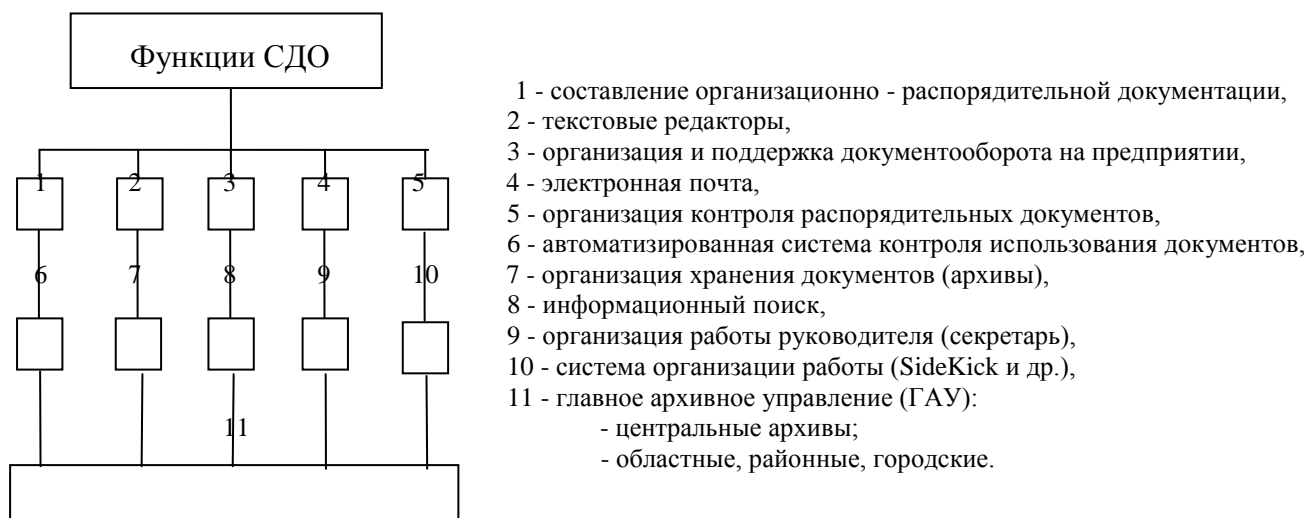 Функции СДО
1 2 3 4 5
6 7 8 9 10
11
1 - составление организационно - распорядительной документации,
2 - текстовые редакторы,
3 - организация и поддержка документооборота на предприятии,
4 - электронная почта,
5 - организация контроля распорядительных документов,
6 - автоматизированная система контроля использования документов,
7 - организация хранения документов (архивы),
8 - информационный поиск,
9 - организация работы руководителя (секретарь),
10 - система организации работы (SideKick и др.),
11 - главное архивное управление (ГАУ):
- центральные архивы;
- областные, районные, городские.